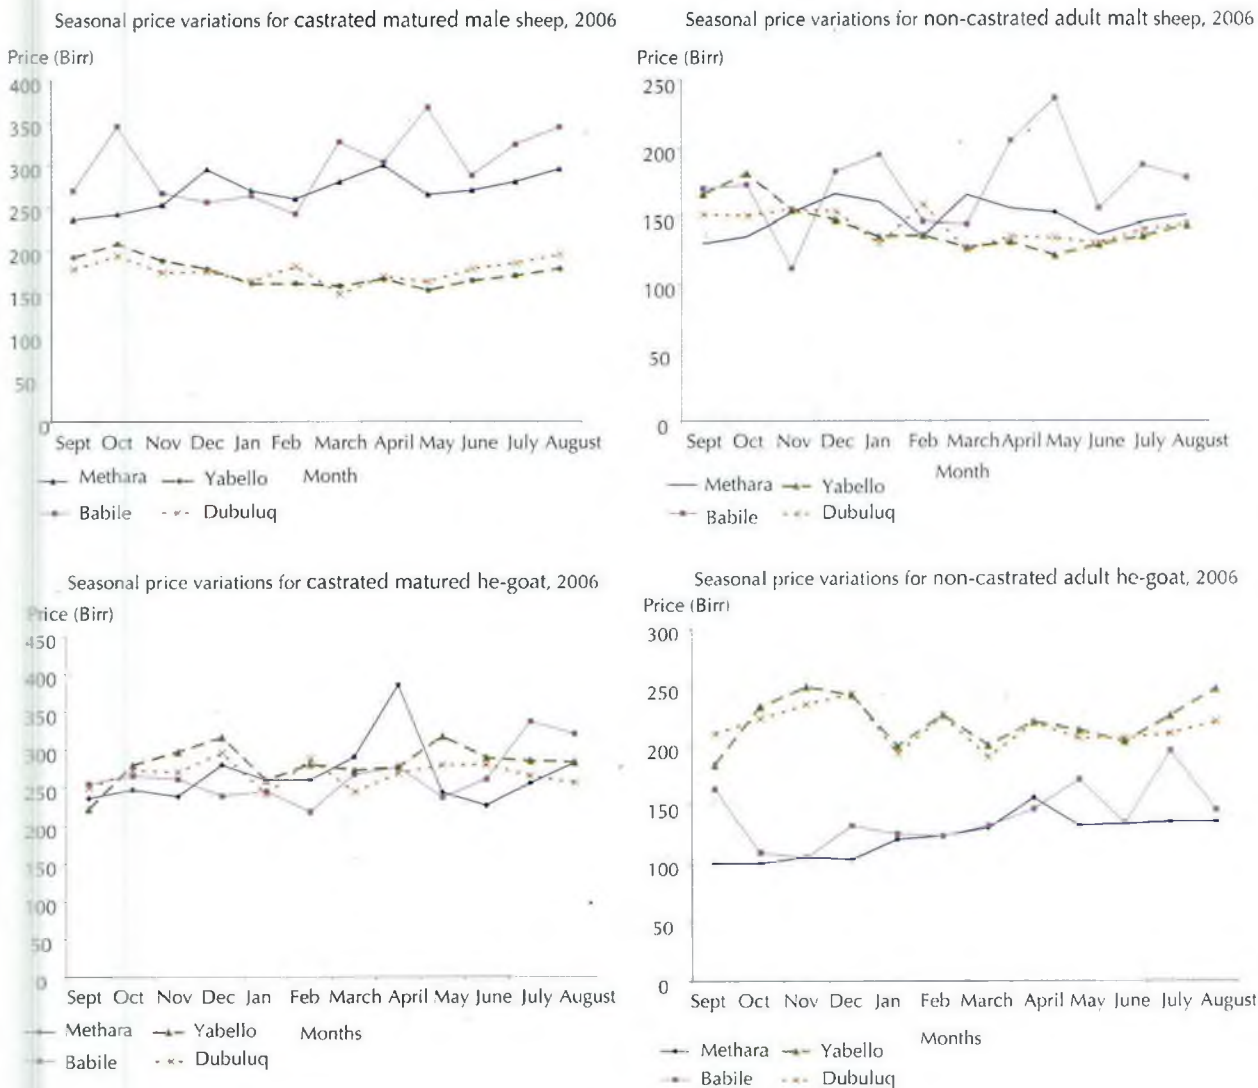 Seasonal price variations for castrated matured male sheep, 2006
Price (Birr)
400
350
300
250
200
150
100
50
0
Sept Oct Nov Dec Jan Feb March April May June July August
Month
Methara Yabello
Babile Dubuluq
Seasonal price variations for non-castrated adult malt sheep, 2006
Price (Birr)
250
200
150
100
50
0
Sept Oct Nov Dec Jan Feb March April May June July August
Month
Methara Yabello
Babile Dubuluq
Seasonal price variations for castrated matured he-goat, 2006
Price (Birr)
450
400
350
300
250
200
150
100
50
0
Sept Oct Nov Dec Jan Feb March April May June July August
Months
Methara Yabello
Babile Dubuluq
Seasonal price variations for non-castrated adult he-goat, 2006
Price (Birr)
300
250
200
150
100
50
0
Sept Oct Nov Dec Jan Feb March April May June July August
Months
Methara Yabello
Babile Dubuluq